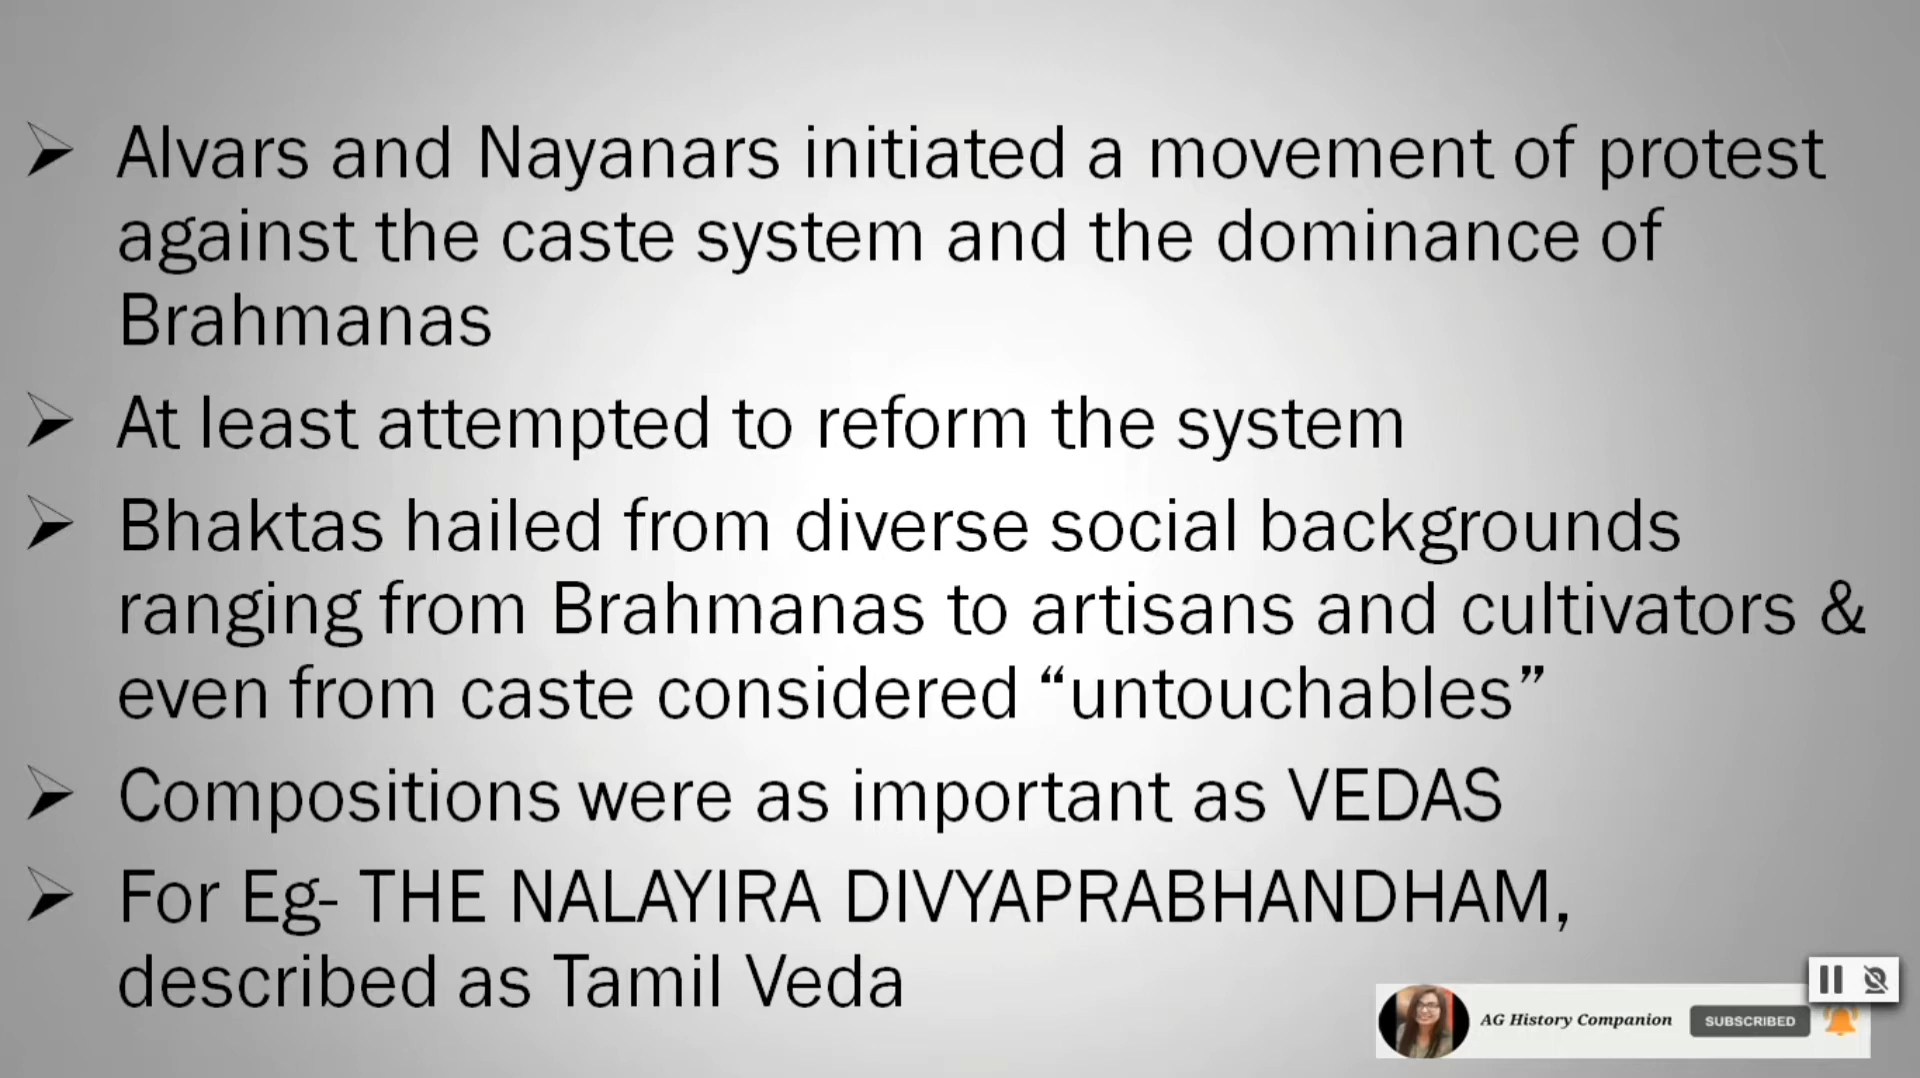 ➢ Alvars and Nayanars initiated a movement of protest
against the caste system and the dominance of
Brahmanas
➢ At least attempted to reform the system
➢ Bhaktas hailed from diverse social backgrounds
ranging from Brahmanas to artisans and cultivators &
even from caste considered “untouchables”
➢ Compositions were as important as VEDAS
➢ For Eg- THE NALAYIRA DIVYAPRABHANDHAM,
described as Tamil Veda
AG History Companion SUBSCRIBED